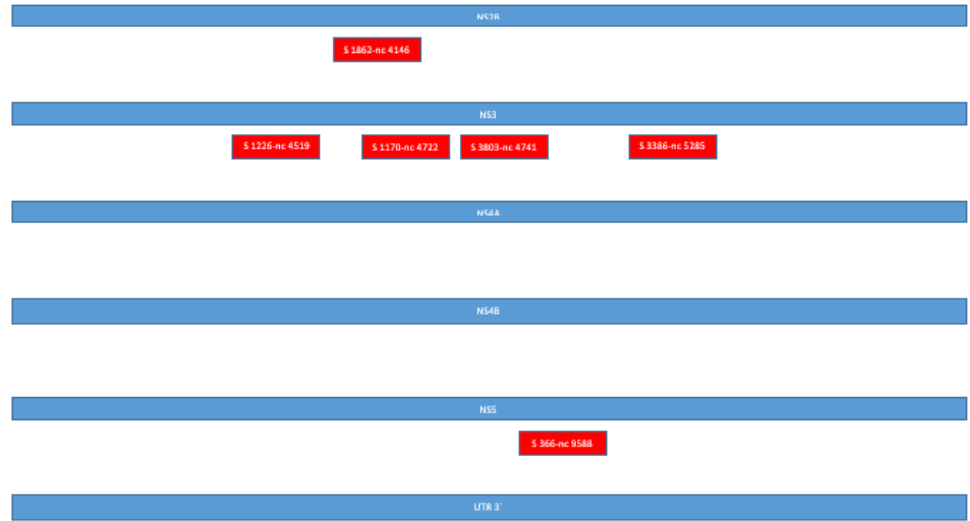 NS2B
S 1862-nc 4146
NS3
S 1226-nc 4519
S 1170-nc 4722
S 3803-nc 4741
S 3386-nc 5285
NS4A
NS4B
NS5
S 366-nc 9588
UTR 3'